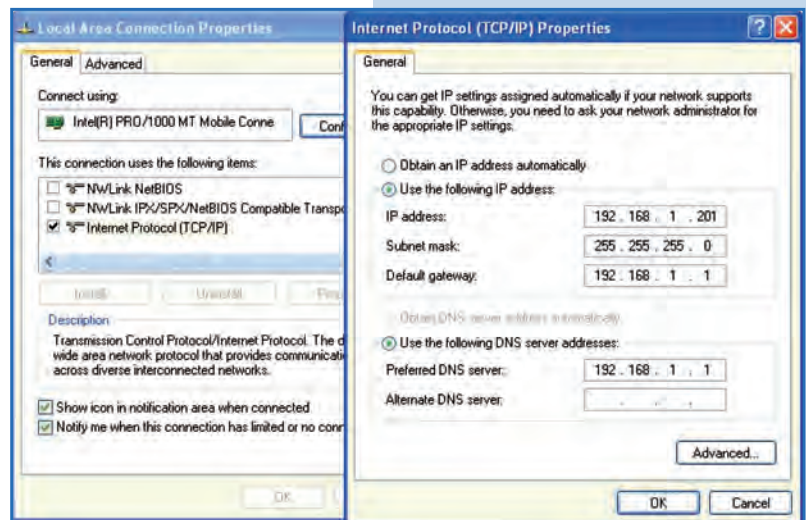 Local Area Connection Properties
General Advanced
Connect using:
Intel(R) PRO/1000 MT Mobile Conne
Conf
This connection uses the following items:
NWLink NetBIOS
NWLink IPX/SPX/NetBIOS Compatible Transpo
Internet Protocol (TCP/IP)
Install Uninstall Prop
Description
Transmission Control Protocol/Internet Protocol. The d
wide area network protocol that provides communicati
across diverse interconnected networks.
Show icon in notification area when connected
Notify me when this connection has limited or no conn
OK
Internet Protocol (TCP/IP) Properties
General
You can get IP settings assigned automatically if your network supports
this capability. Otherwise, you need to ask your network administrator for
the appropriate IP settings.
Obtain an IP address automatically
Use the following IP address:
IP address: 192 . 168 . 1 . 201
Subnet mask: 255 . 255 . 255 . 0
Default gateway: 192 . 168 . 1 . 1
Obtain DNS server address automatically
Use the following DNS server addresses:
Preferred DNS server: 192 . 168 . 1 . 1
Alternate DNS server: . . .
Advanced...
OK Cancel